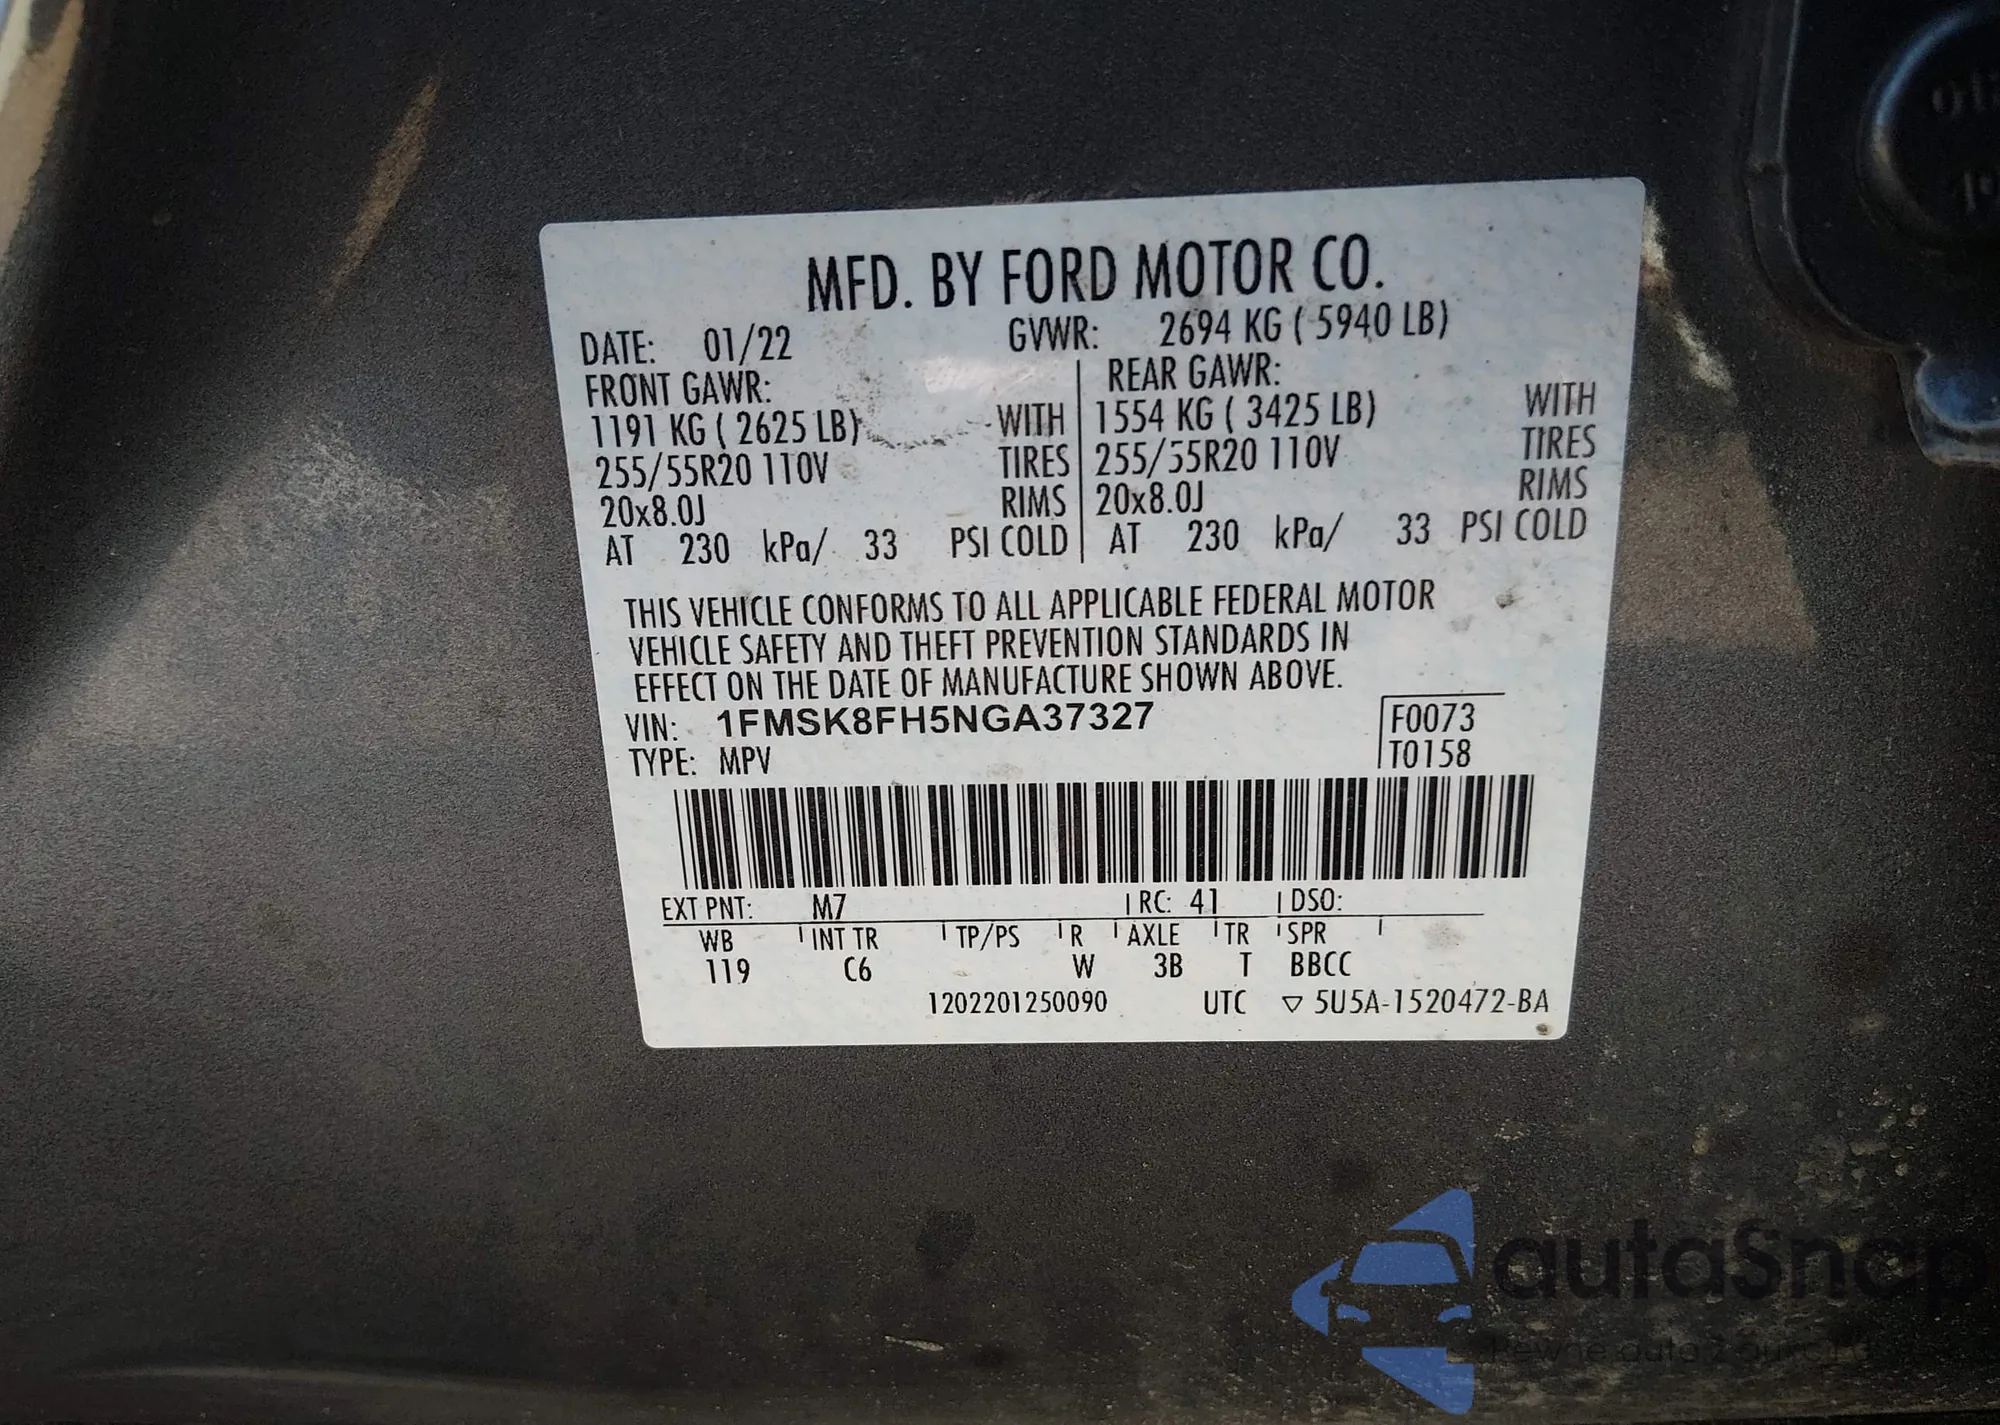 MFD. BY FORD MOTOR CO.
DATE: 01/22 GVWR: 2694 KG ( 5940 LB)
FRONT GAWR: REAR GAWR:
1191 KG ( 2625 LB) WITH 1554 KG ( 3425 LB) WITH
255/55R20 110V TIRES 255/55R20 110V TIRES
20x8.0J RIMS 20x8.0J RIMS
AT 230 kPa/ 33 PSI COLD AT 230 kPa/ 33 PSI COLD
THIS VEHICLE CONFORMS TO ALL APPLICABLE FEDERAL MOTOR
VEHICLE SAFETY AND THEFT PREVENTION STANDARDS IN
EFFECT ON THE DATE OF MANUFACTURE SHOWN ABOVE.
VIN: 1FMSK8FH5NGA37327 F0073
TYPE: MPV T0158
EXT PNT: M7 RC: 41 DSO:
WB INT TR TP/PS R AXLE TR SPR
119 C6 W 3B T BBCC
1202201250090 UTC ▽ 5U5A-1520472-BA
autaSnap